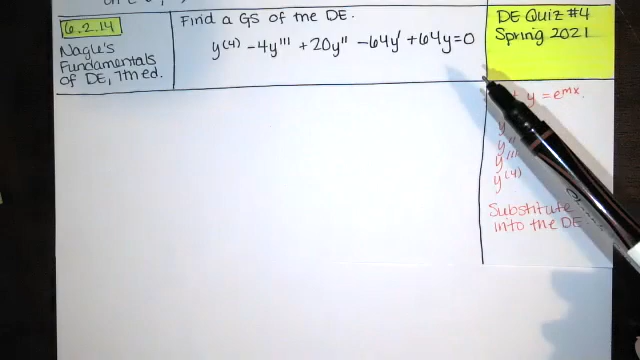 6.2.14
Nagle's
Fundamentals
of DE, 7th ed.
Find a GS of the DE.
y⁽⁴⁾ -4y''' +20y'' -64y' +64y=0
DE Quiz #4
Spring 2021
y = e^mx.
y
y''
y'''
y⁽⁴⁾
Substitute
into the DE.